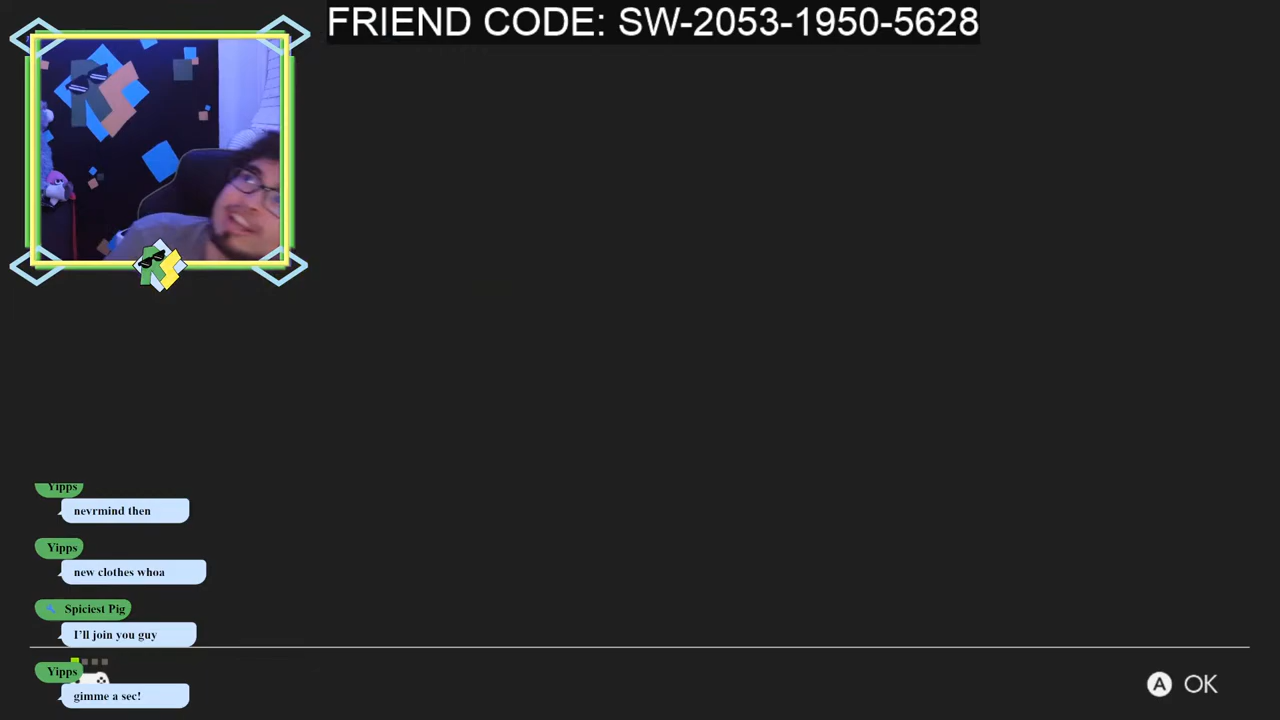 FRIEND CODE: SW-2053-1950-5628
Yipps
nevrmind then
Yipps
new clothes whoa
Spiciest Pig
I'll join you guy
Yipps
gimme a sec!
A OK